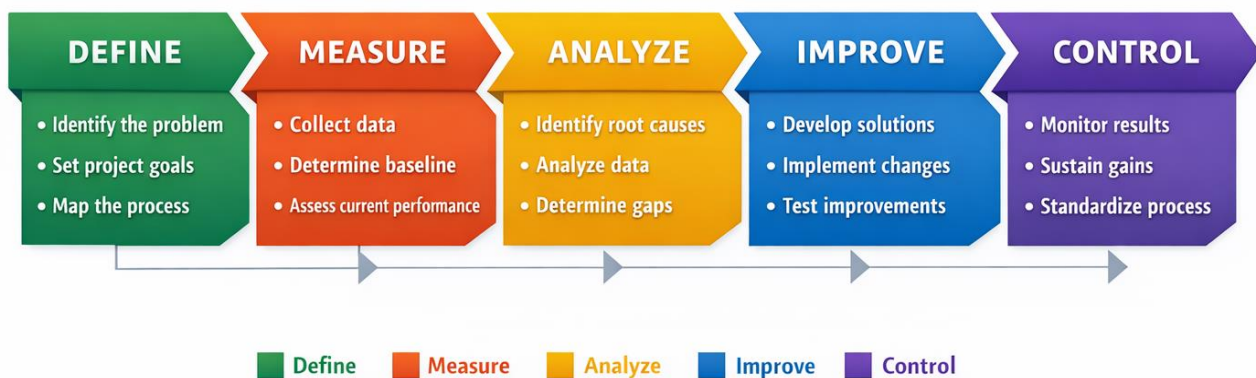 DEFINE
• Identify the problem
• Set project goals
• Map the process
MEASURE
• Collect data
• Determine baseline
• Assess current performance
ANALYZE
• Identify root causes
• Analyze data
• Determine gaps
IMPROVE
• Develop solutions
• Implement changes
• Test improvements
CONTROL
• Monitor results
• Sustain gains
• Standardize process
Define
Measure
Analyze
Improve
Control